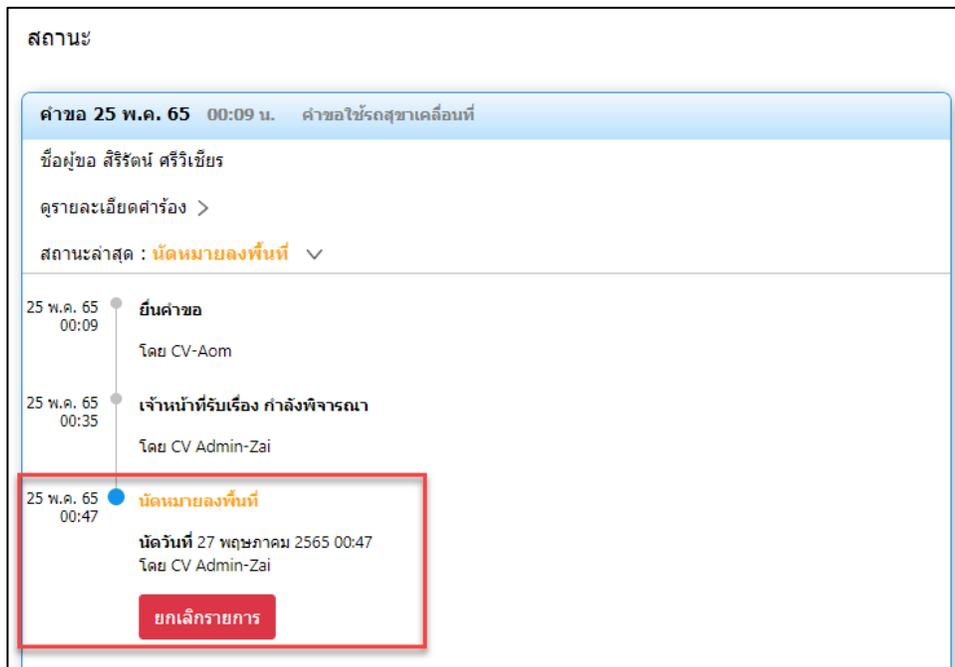 สถานะ
คำขอ 25 พ.ค. 65 00:09 น. คำขอใช้รถสุขาเคลื่อนที่
ชื่อผู้ขอ สิริรัตน์ ศรีวิเชียร
ดูรายละเอียดคำร้อง >
สถานะล่าสุด : นัดหมายลงพื้นที่
25 พ.ค. 65 ยื่นคำขอ
00:09
โดย CV-Aom
25 พ.ค. 65 เจ้าหน้าที่รับเรื่อง กำลังพิจารณา
00:35
โดย CV Admin-Zai
25 พ.ค. 65 นัดหมายลงพื้นที่
00:47
นัดวันที่ 27 พฤษภาคม 2565 00:47
โดย CV Admin-Zai
ยกเลิกรายการ